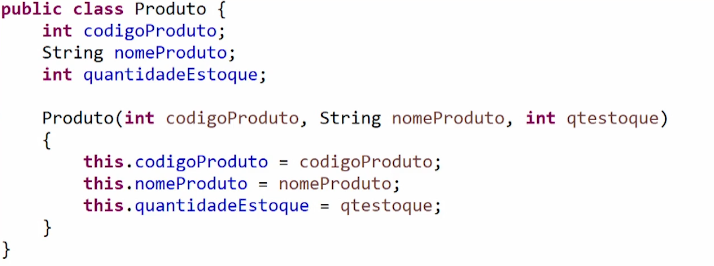 public class Produto {
int codigoProduto;
String nomeProduto;
int quantidadeEstoque;
Produto(int codigoProduto, String nomeProduto, int qtestoque)
{
this.codigoProduto = codigoProduto;
this.nomeProduto = nomeProduto;
this.quantidadeEstoque = qtestoque;
}
}